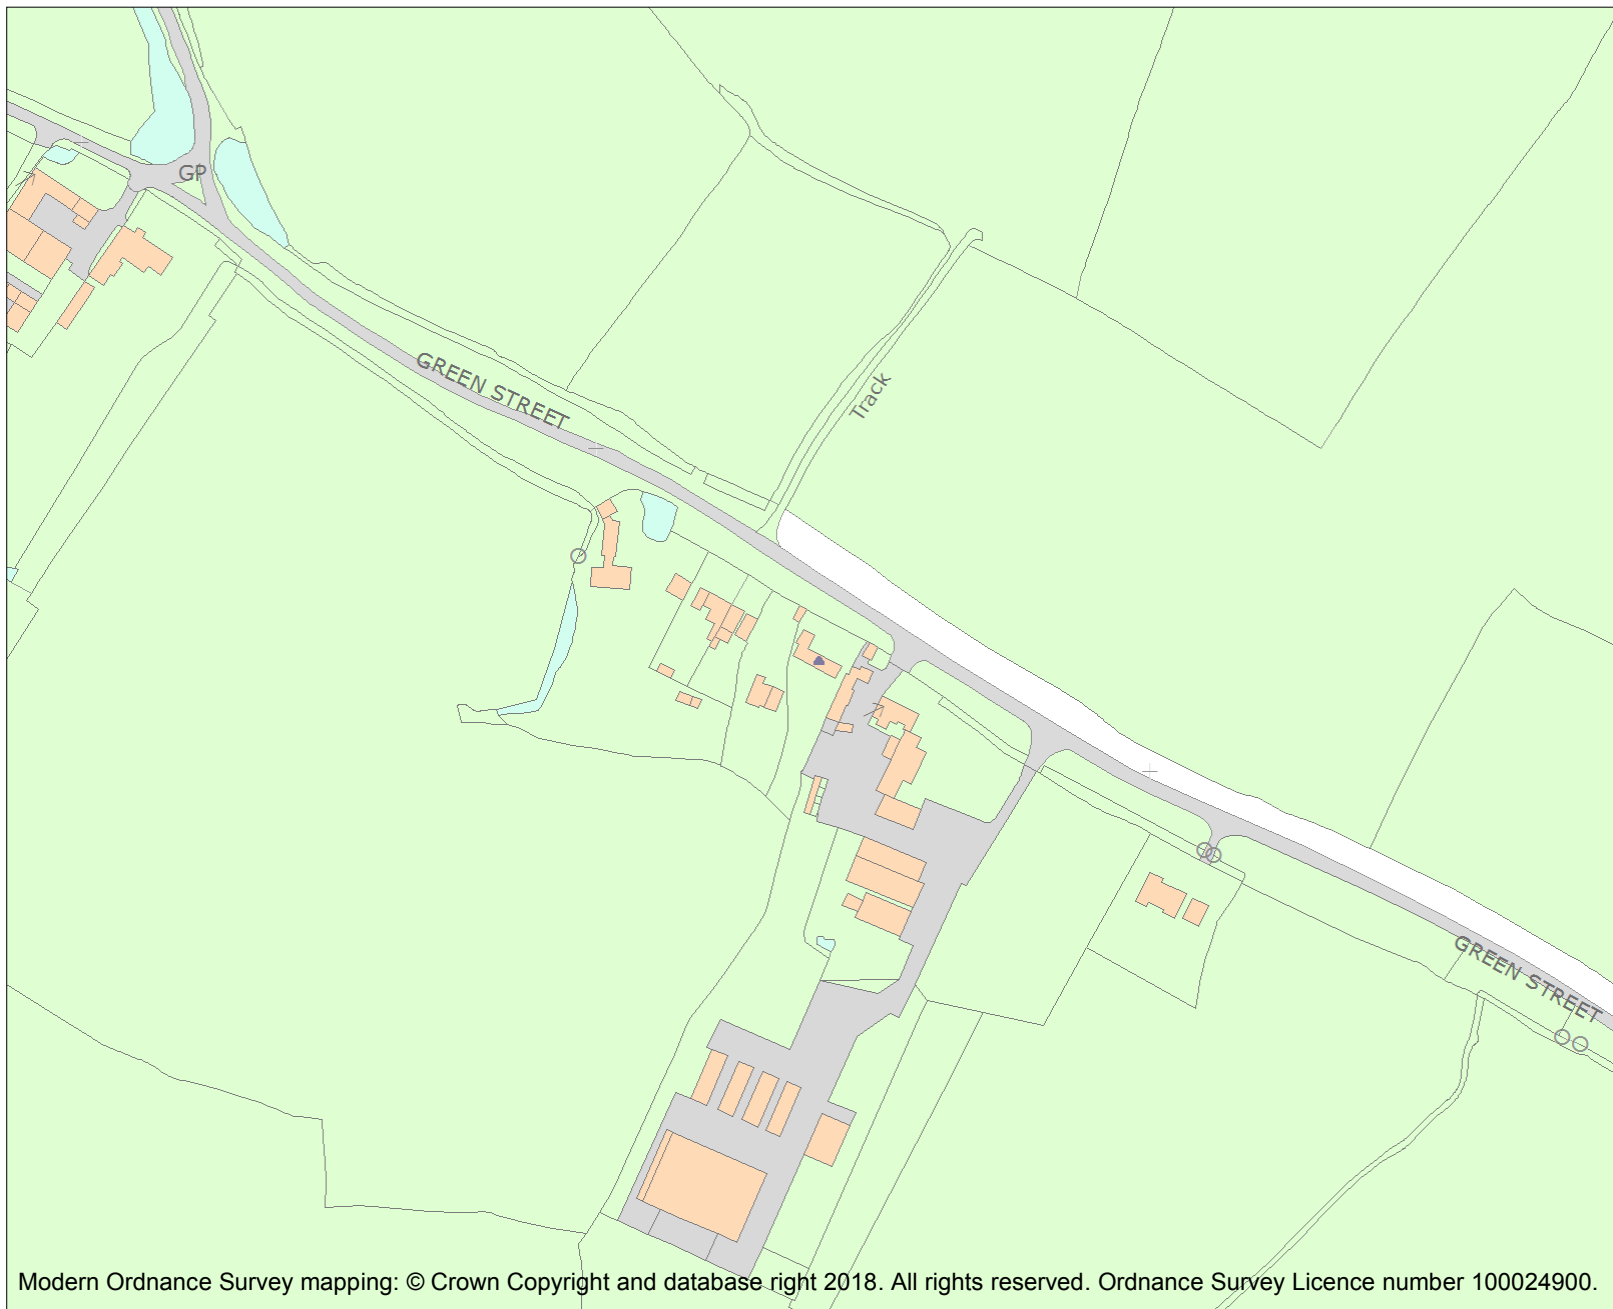 GP
GREEN STREET
Track
GREEN STREET
Modern Ordnance Survey mapping: © Crown Copyright and database right 2018. All rights reserved. Ordnance Survey Licence number 100024900.